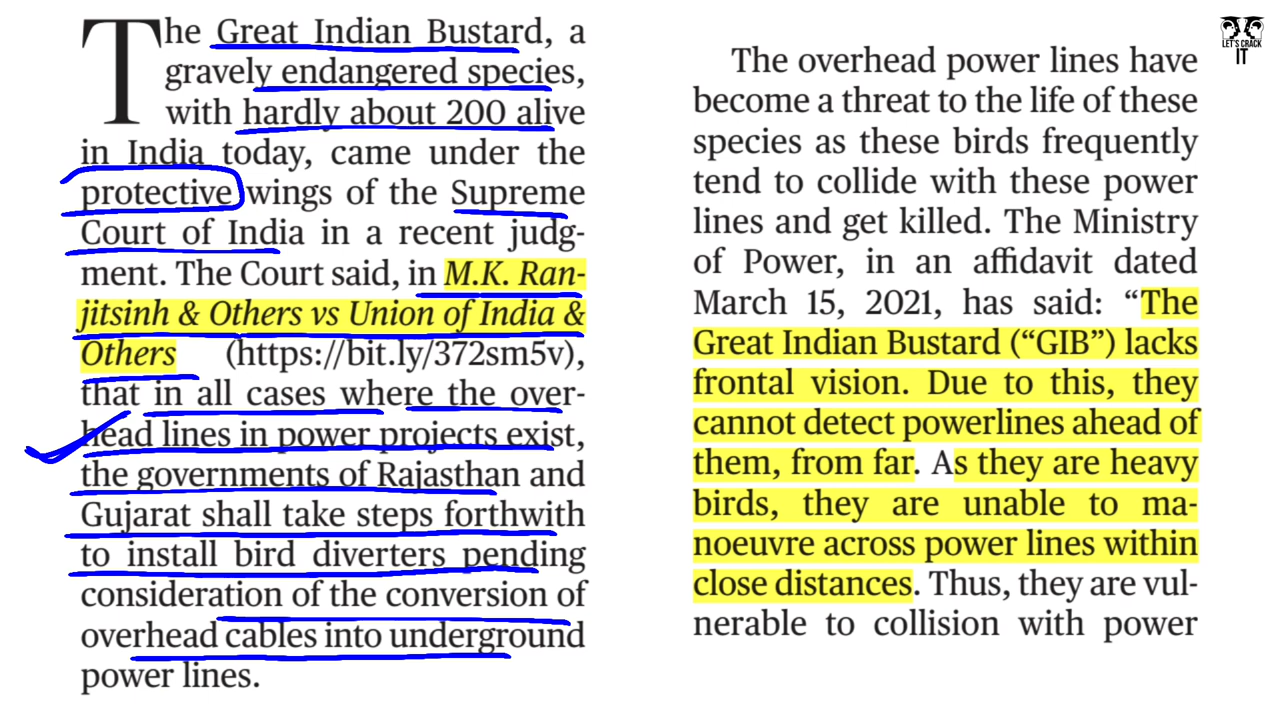 The Great Indian Bustard, a
gravely endangered species,
with hardly about 200 alive
in India today, came under the
protective wings of the Supreme
Court of India in a recent judg-
ment. The Court said, in M.K. Ran-
jitsinh & Others vs Union of India &
Others (https://bit.ly/372sm5v),
that in all cases where the over-
head lines in power projects exist,
the governments of Rajasthan and
Gujarat shall take steps forthwith
to install bird diverters pending
consideration of the conversion of
overhead cables into underground
power lines.
The overhead power lines have
become a threat to the life of these
species as these birds frequently
tend to collide with these power
lines and get killed. The Ministry
of Power, in an affidavit dated
March 15, 2021, has said: “The
Great Indian Bustard (“GIB”) lacks
frontal vision. Due to this, they
cannot detect powerlines ahead of
them, from far. As they are heavy
birds, they are unable to ma-
noeuvre across power lines within
close distances. Thus, they are vul-
nerable to collision with power
LET'S CRACK
IT